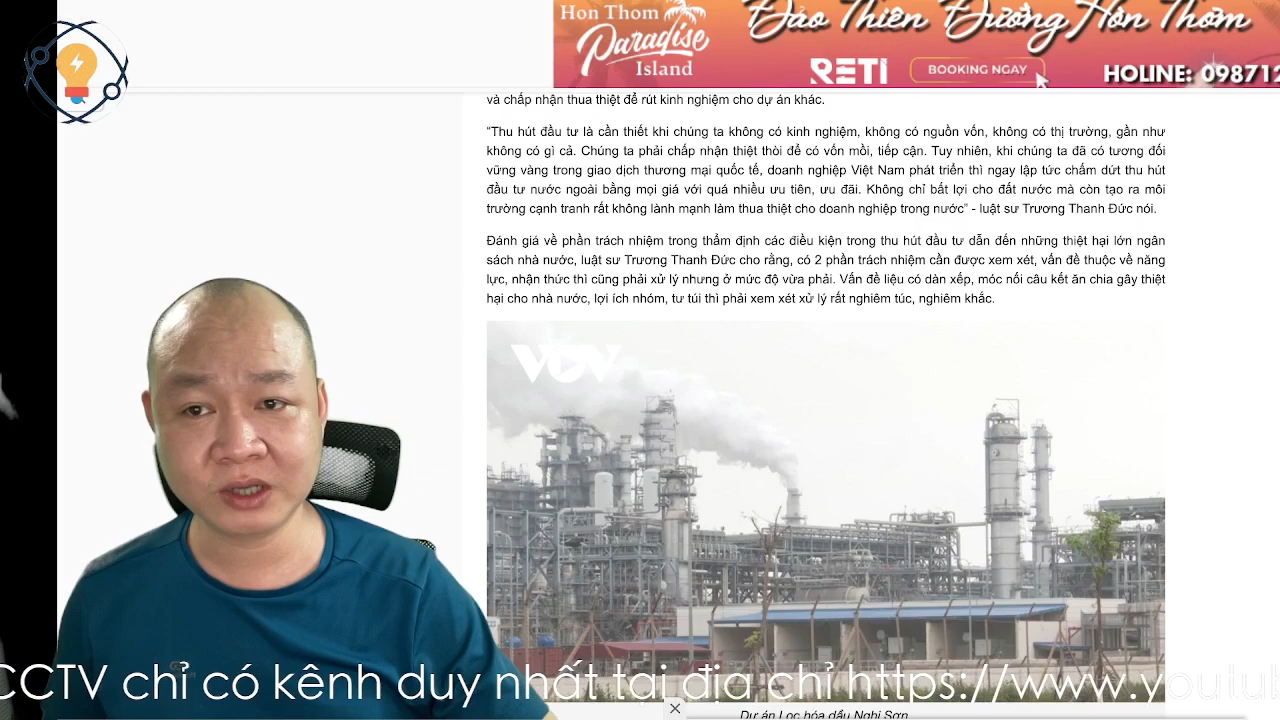 Hon Thom
Paradise
Island
Đảo Thiên Đường Hòn Thơm
RETI
BOOKING NGAY
HOLINE: 098712
và chấp nhận thua thiệt để rút kinh nghiệm cho dự án khác.
“Thu hút đầu tư là cần thiết khi chúng ta không có kinh nghiệm, không có nguồn vốn, không có thị trường, gần như
không có gì cả. Chúng ta phải chấp nhận thiệt thòi để có vốn mồi, tiếp cận. Tuy nhiên, khi chúng ta đã có tương đối
vững vàng trong giao dịch thương mại quốc tế, doanh nghiệp Việt Nam phát triển thì ngay lập tức chấm dứt thu hút
đầu tư nước ngoài bằng mọi giá với quá nhiều ưu tiên, ưu đãi. Không chỉ bất lợi cho đất nước mà còn tạo ra môi
trường cạnh tranh rất không lành mạnh làm thua thiệt cho doanh nghiệp trong nước” - luật sư Trương Thanh Đức nói.
Đánh giá về phần trách nhiệm trong thẩm định các điều kiện trong thu hút đầu tư dẫn đến những thiệt hại lớn ngân
sách nhà nước, luật sư Trương Thanh Đức cho rằng, có 2 phần trách nhiệm cần được xem xét, vấn đề thuộc về năng
lực, nhận thức thì cũng phải xử lý nhưng ở mức độ vừa phải. Vấn đề liệu có dàn xếp, móc nối câu kết ăn chia gây thiệt
hại cho nhà nước, lợi ích nhóm, tư túi thì phải xem xét xử lý rất nghiêm túc, nghiêm khắc.
VOV
CCTV chỉ có kênh duy nhất tại địa chỉ https://www.youtub
Dự án Lọc hóa dầu Nghi Sơn